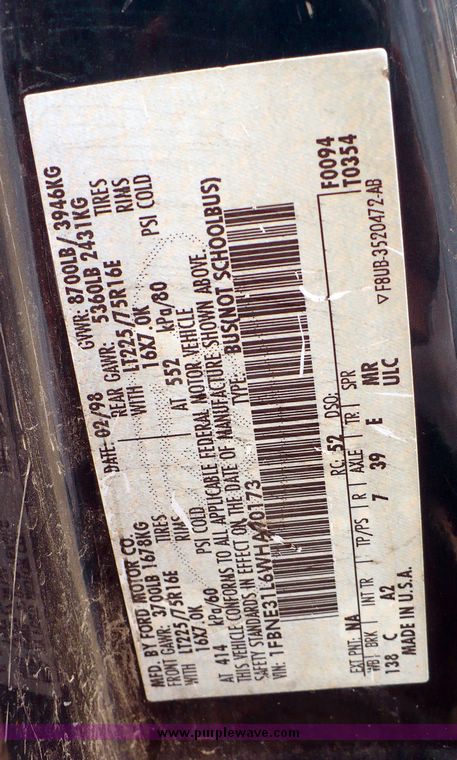 MFD. BY FORD MOTOR CO.
DATE: 02/98
GVWR: 8700LB/ 3946KG
FRONT GAWR: 3700LB 1678KG
REAR GAWR: 5360LB 2431KG
LT225/75R16E TIRES
WITH LT225/75R16E TIRES
16X7.0K RIMS
16X7.0K RIMS
AT 414 kPa/60 PSI COLD
AT 552 kPa/80 PSI COLD
THIS VEHICLE CONFORMS TO ALL APPLICABLE FEDERAL MOTOR VEHICLE
SAFETY STANDARDS IN EFFECT ON THE DATE OF MANUFACTURE SHOWN ABOVE.
VIN: 1FBNE31L6WH 0173
TYPE: BUS(NOT SCHOOLBUS)
F0094
T0354
EXT PNT: NA RC: 52 DSO:
WB BRK INT TR TP/PS R AXLE TR SPR
138 C A2 7 39 E MR
MADE IN U.S.A. ULC
▽F8UB-3520472-AB
www.purplewave.com